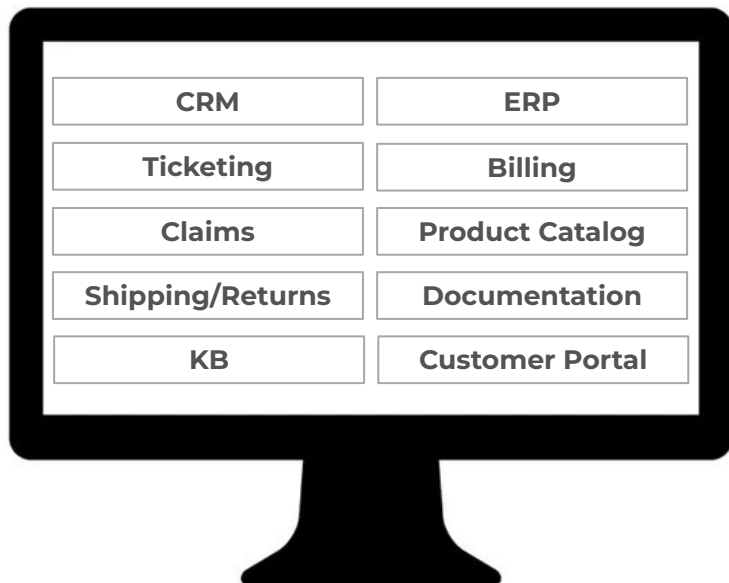 CRM
ERP
Ticketing
Billing
Claims
Product Catalog
Shipping/Returns
Documentation
KB
Customer Portal